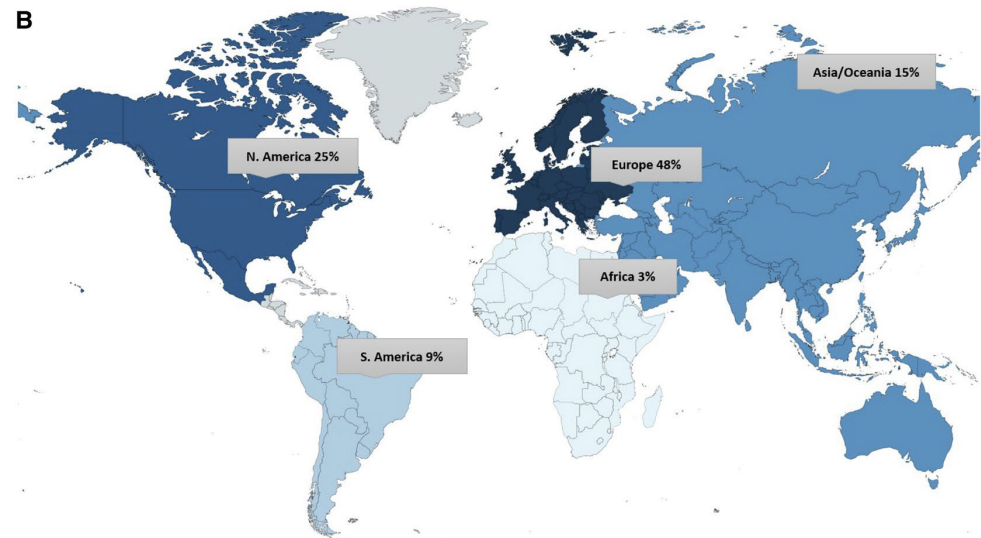 B
Asia/Oceania 15%
N. America 25%
Europe 48%
Africa 3%
S. America 9%